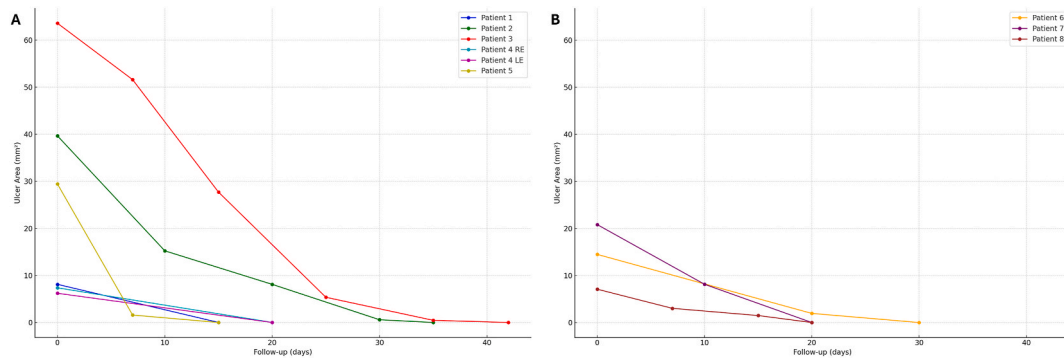 A
Patient 1
Patient 2
Patient 3
Patient 4 RE
Patient 4 LE
Patient 5
Ulcer Area (mm²)
60
50
40
30
20
10
0
0
10
20
30
40
Follow-up (days)
B
Patient 6
Patient 7
Patient 8
Ulcer Area (mm²)
60
50
40
30
20
10
0
0
10
20
30
40
Follow-up (days)